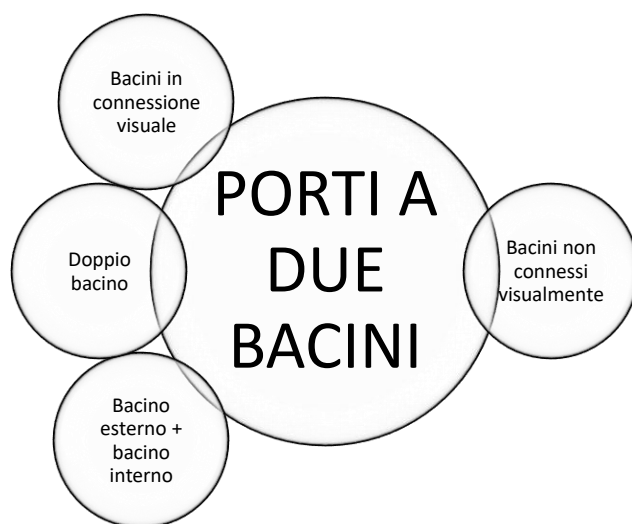 Bacini in
connessione
visuale
PORTI A
DUE
BACINI
Doppio
bacino
Bacini non
connessi
visualmente
Bacino
esterno +
bacino
interno